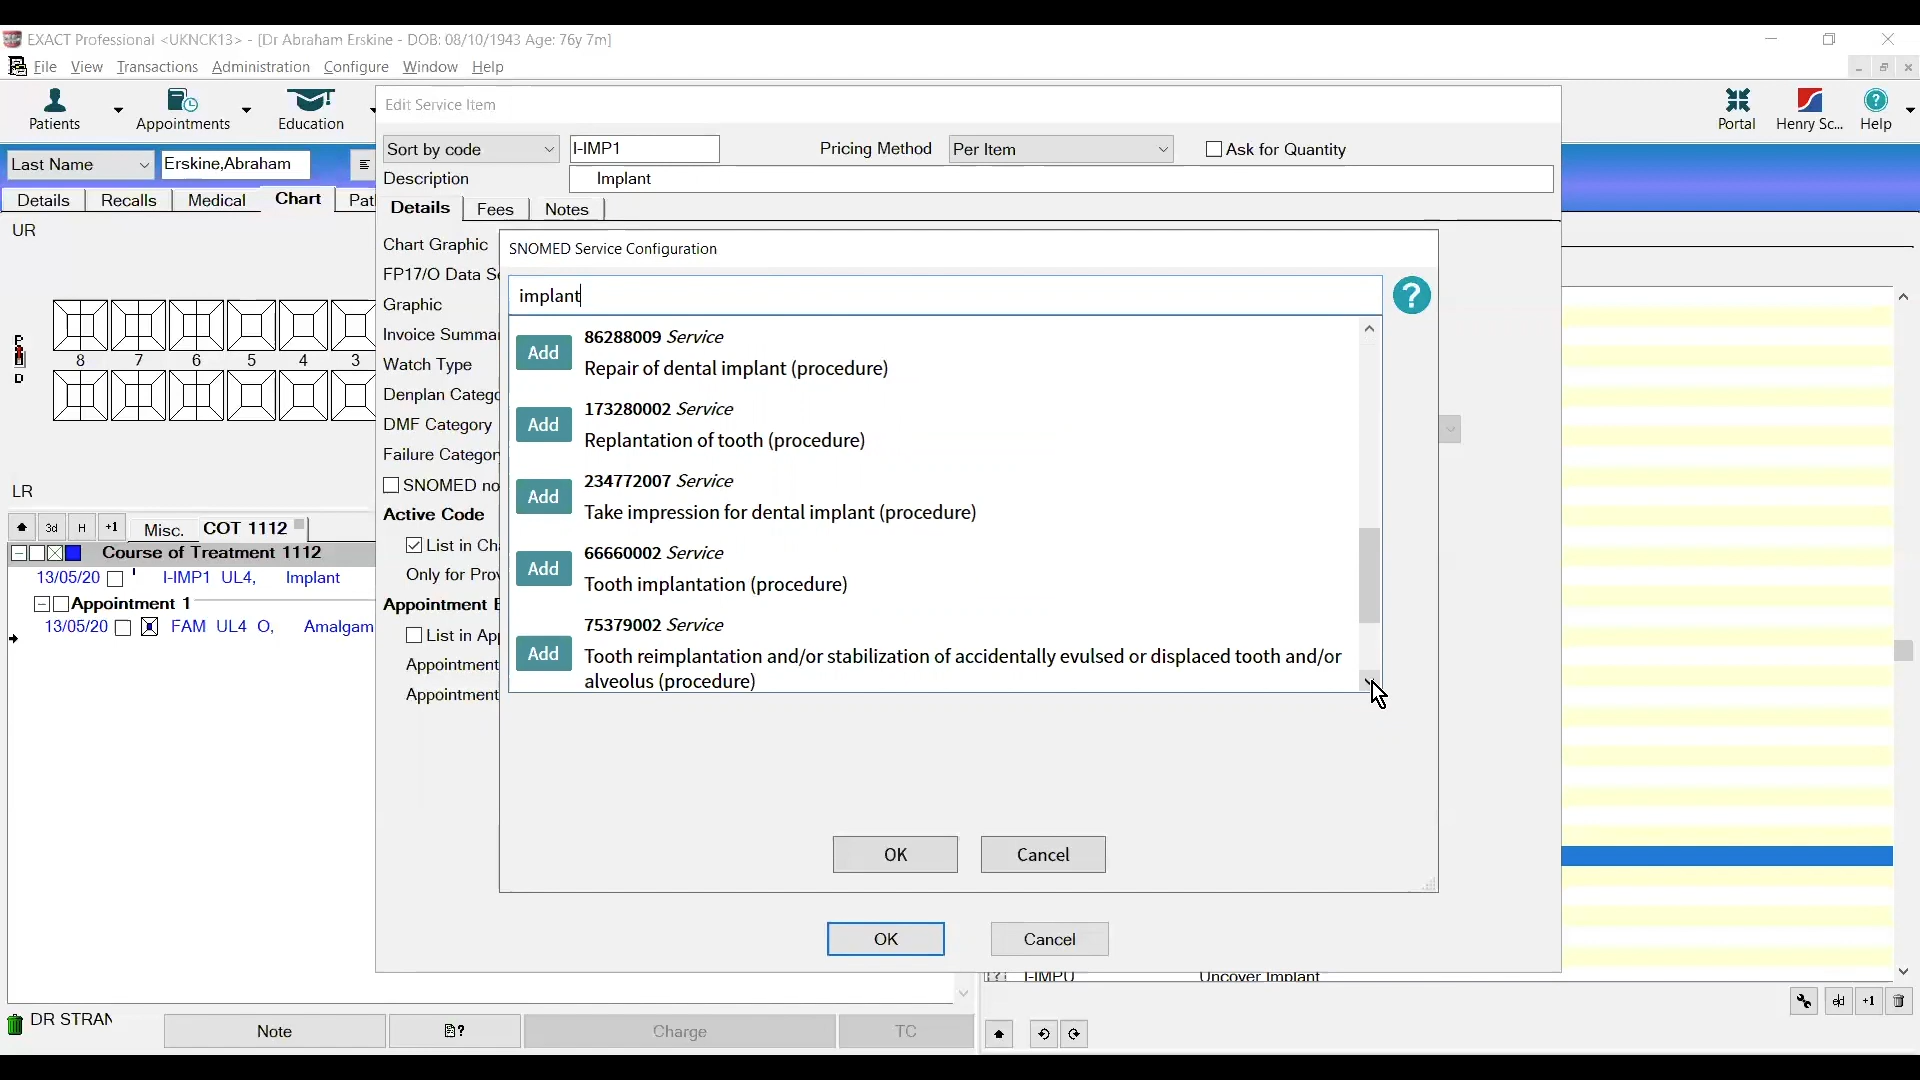 EXACT Professional <UKNCK13> - [Dr Abraham Erskine - DOB: 08/10/1943 Age: 76y 7m]
File View Transactions Administration Configure Window Help
Patients Appointments Education Portal Henry Sc... Help
Edit Service Item
Sort by code I-IMP1 Pricing Method Per Item Ask for Quantity
Last Name Erskine,Abraham
Description Implant
Details Recalls Medical Chart
Details Fees Notes
UR
Chart Graphic
SNOMED Service Configuration
FP17/O Data
implant
?
Graphic
Invoice
Watch Type
Denplan
DMF Category
Failure
SNOMED
Active Code
List in
Only for
Appointment
List in
Appointment
Appointment
Add
86288009 Service
Repair of dental implant (procedure)
Add
173280002 Service
Replantation of tooth (procedure)
Add
234772007 Service
Take impression for dental implant (procedure)
Add
66660002 Service
Tooth implantation (procedure)
Add
75379002 Service
Tooth reimplantation and/or stabilization of accidentally evulsed or displaced tooth and/or
alveolus (procedure)
P
D
8 7 6 5 4 3
LR
3d H +1 Misc. COT 1112
Course of Treatment 1112
13/05/20 I-IMP1 UL4, Implant
Appointment 1
13/05/20 FAM UL4 O, Amalgam
OK Cancel
OK Cancel
I-IMPU Uncover Implant
+1
DR STRAN
Note ? Charge TC